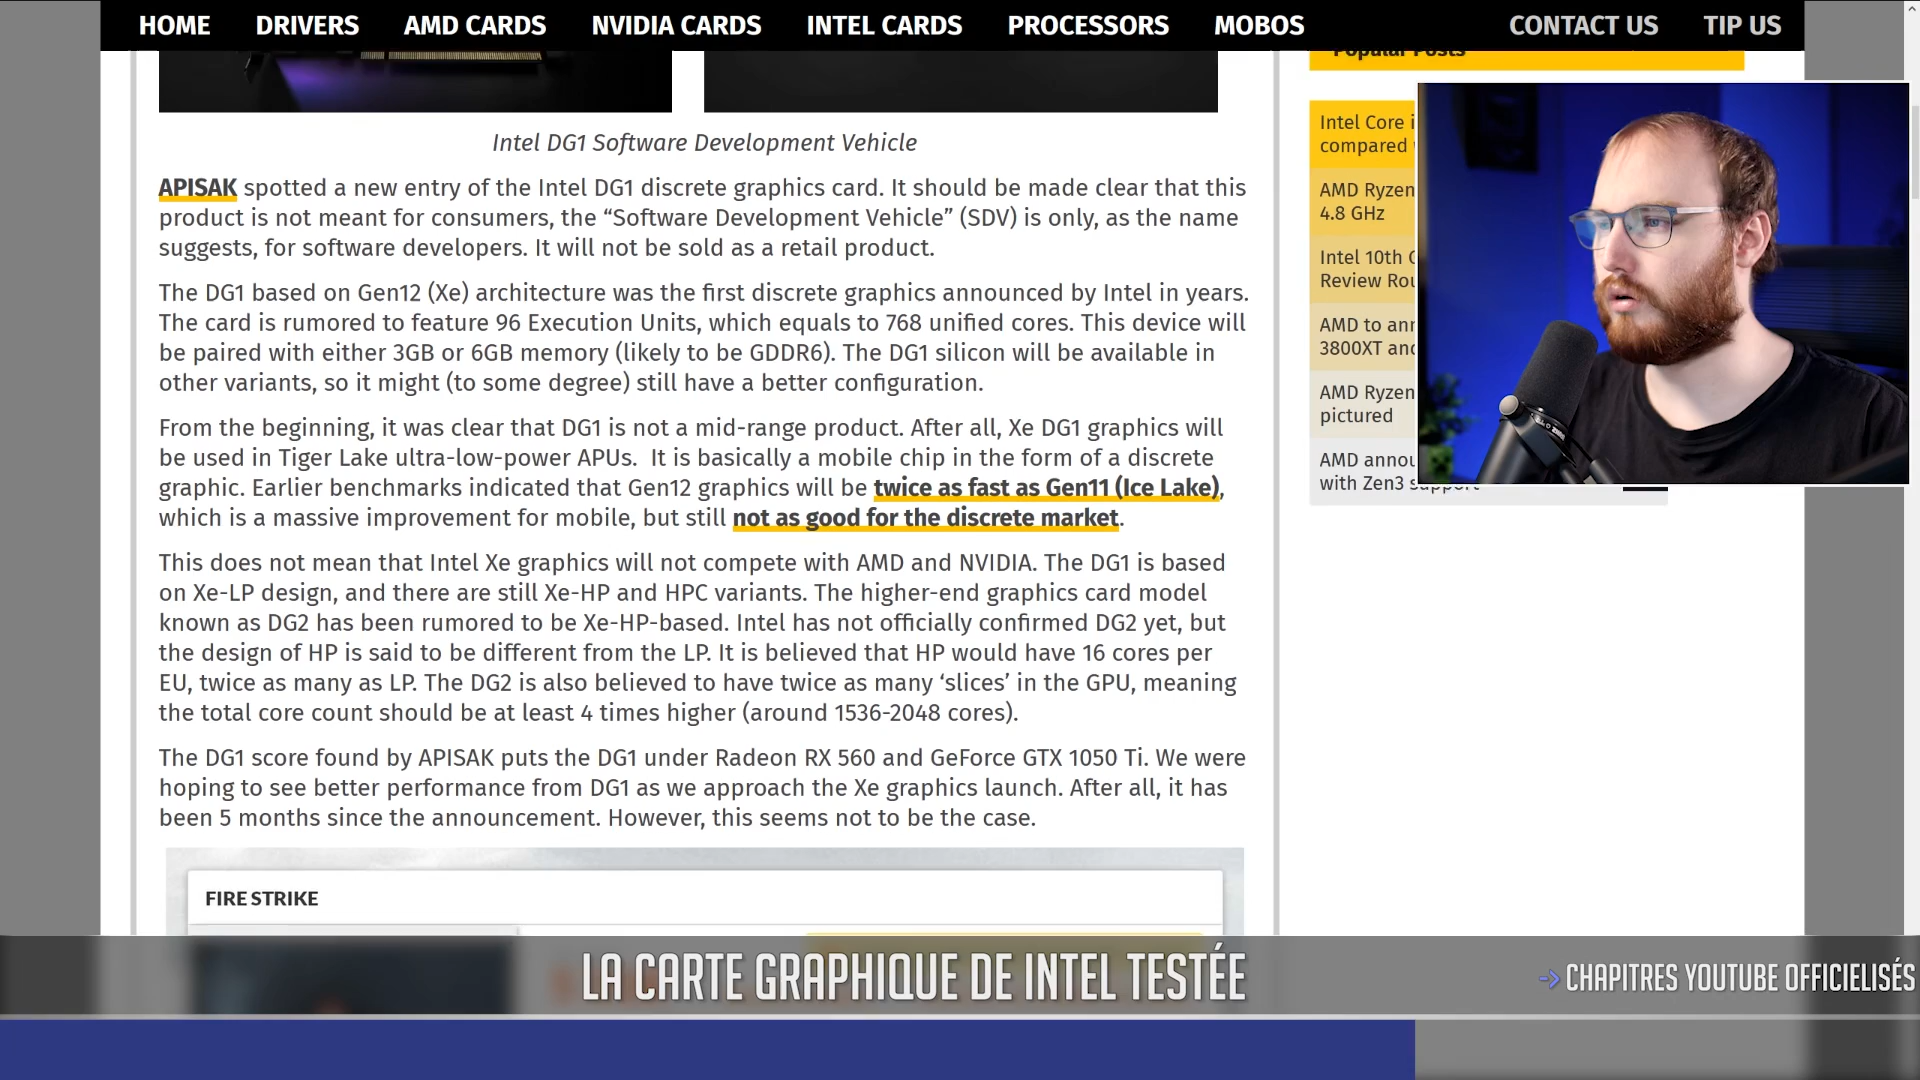 HOME DRIVERS AMD CARDS NVIDIA CARDS INTEL CARDS PROCESSORS MOBOS CONTACT US TIP US
Popular Posts
Intel DG1 Software Development Vehicle
APISAK spotted a new entry of the Intel DG1 discrete graphics card. It should be made clear that this
product is not meant for consumers, the “Software Development Vehicle” (SDV) is only, as the name
suggests, for software developers. It will not be sold as a retail product.
The DG1 based on Gen12 (Xe) architecture was the first discrete graphics announced by Intel in years.
The card is rumored to feature 96 Execution Units, which equals to 768 unified cores. This device will
be paired with either 3GB or 6GB memory (likely to be GDDR6). The DG1 silicon will be available in
other variants, so it might (to some degree) still have a better configuration.
From the beginning, it was clear that DG1 is not a mid-range product. After all, Xe DG1 graphics will
be used in Tiger Lake ultra-low-power APUs. It is basically a mobile chip in the form of a discrete
graphic. Earlier benchmarks indicated that Gen12 graphics will be twice as fast as Gen11 (Ice Lake),
which is a massive improvement for mobile, but still not as good for the discrete market.
This does not mean that Intel Xe graphics will not compete with AMD and NVIDIA. The DG1 is based
on Xe-LP design, and there are still Xe-HP and HPC variants. The higher-end graphics card model
known as DG2 has been rumored to be Xe-HP-based. Intel has not officially confirmed DG2 yet, but
the design of HP is said to be different from the LP. It is believed that HP would have 16 cores per
EU, twice as many as LP. The DG2 is also believed to have twice as many ‘slices’ in the GPU, meaning
the total core count should be at least 4 times higher (around 1536-2048 cores).
The DG1 score found by APISAK puts the DG1 under Radeon RX 560 and GeForce GTX 1050 Ti. We were
hoping to see better performance from DG1 as we approach the Xe graphics launch. After all, it has
been 5 months since the announcement. However, this seems not to be the case.
FIRE STRIKE
Intel Core
compared
AMD Ryzen
4.8 GHz
Intel 10th
Review
AMD to
3800XT
AMD Ryzen
pictured
AMD
with Zen3 support
LA CARTE GRAPHIQUE DE INTEL TESTÉE
-> CHAPITRES YOUTUBE OFFICIELISÉS